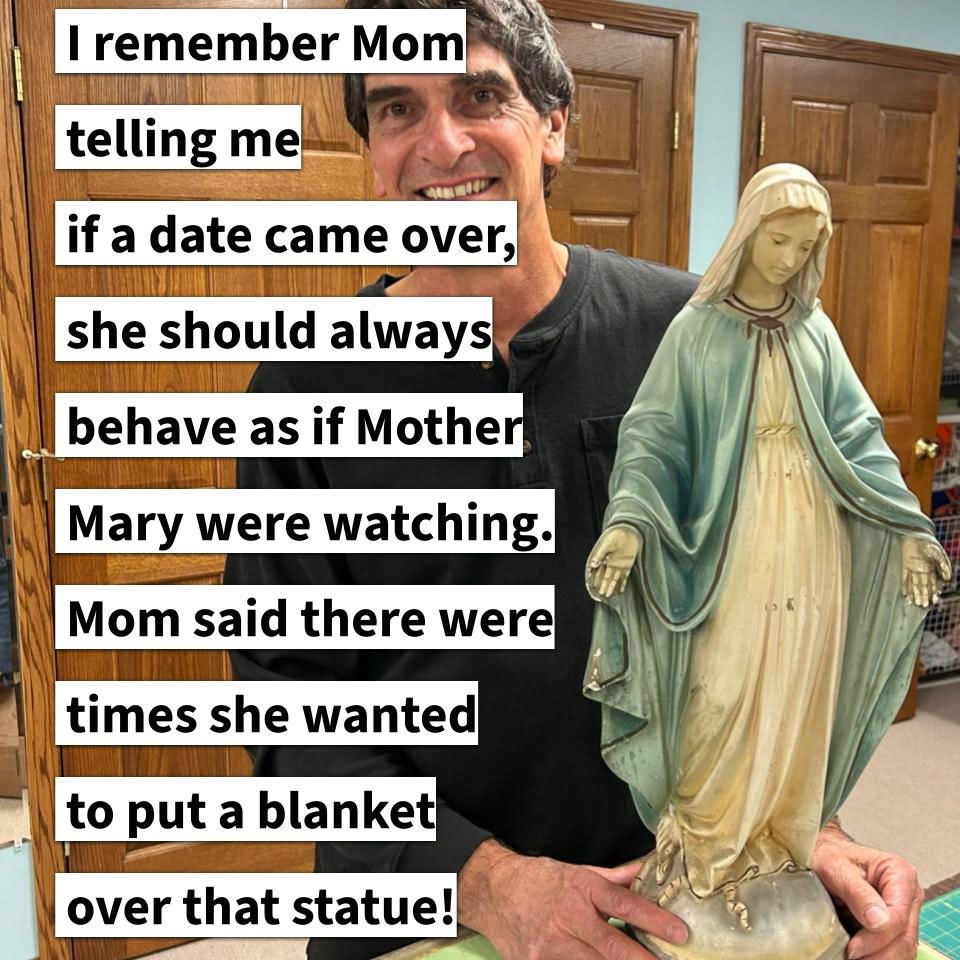 I remember Mom
telling me
if a date came over,
she should always
behave as if Mother
Mary were watching.
Mom said there were
times she wanted
to put a blanket
over that statue!